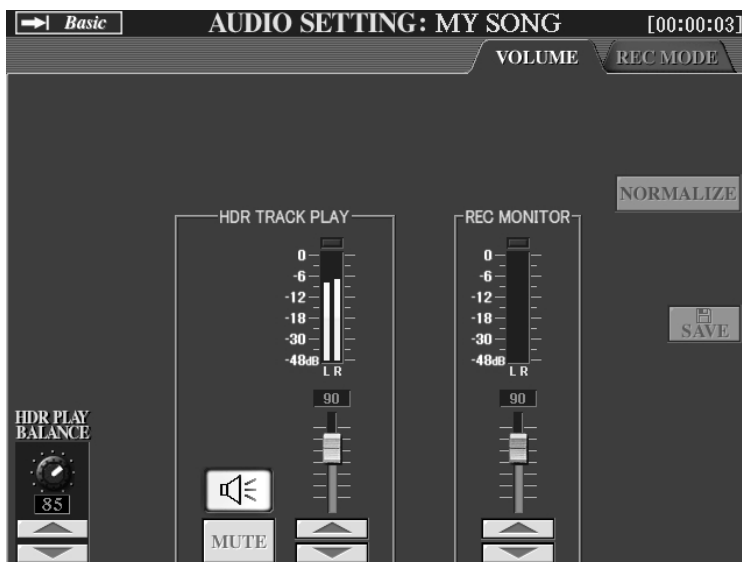 Basic AUDIO SETTING: MY SONG [00:00:03]
VOLUME REC MODE
NORMALIZE
HDR TRACK PLAY
0
-6
-12
-18
-30
-48dB
L R
90
REC MONITOR
0
-6
-12
-18
-30
-48dB
L R
90
SAVE
HDR PLAY
BALANCE
85
MUTE